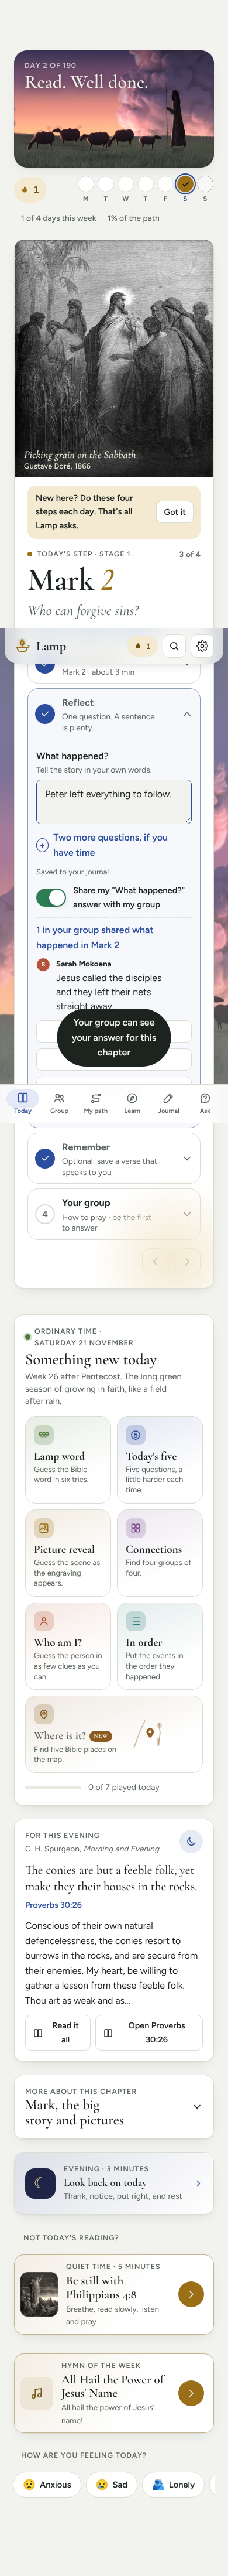 DAY 2 OF 190
Read. Well done.
1
M T W T F S S
1 of 4 days this week · 1% of the path
Picking grain on the Sabbath
Gustave Doré, 1866
New here? Do these four
steps each day. That's all
Lamp asks.
Got it
TODAY'S STEP · STAGE 1
3 of 4
Mark 2
Who can forgive sins?
Lamp
1
Mark 2 · about 3 min
Reflect
One question. A sentence
is plenty.
What happened?
Tell the story in your own words.
Peter left everything to follow.
Two more questions, if you
have time
Saved to your journal
Share my "What happened?"
answer with my group
1 in your group shared what
happened in Mark 2
S
Sarah Mokoena
Jesus called the disciples
and they left their nets
straight away
Your group can see
your answer for this
chapter
Today
Group
My path
Learn
Journal
Ask
Remember
Optional: save a verse that
speaks to you
4
Your group
How to pray · be the first
to answer
ORDINARY TIME ·
SATURDAY 21 NOVEMBER
Something new today
Week 26 after Pentecost. The long green
season of growing in faith, like a field
after rain.
Lamp word
Guess the Bible
word in six tries.
Today's five
Five questions, a
little harder each
time.
Picture reveal
Guess the scene as
the engraving
appears.
Connections
Find four groups of
four.
Who am I?
Guess the person in
as few clues as you
can.
In order
Put the events in
the order they
happened.
Where is it? NEW
Find five Bible places on
the map.
0 of 7 played today
FOR THIS EVENING
C. H. Spurgeon, Morning and Evening
The conies are but a feeble folk, yet
make they their houses in the rocks.
Proverbs 30:26
Conscious of their own natural
defencelessness, the conies resort to
burrows in the rocks, and are secure from
their enemies. My heart, be willing to
gather a lesson from these feeble folk.
Thou art as weak and as...
Read it
all
Open Proverbs
30:26
MORE ABOUT THIS CHAPTER
Mark, the big
story and pictures
EVENING · 3 MINUTES
Look back on today
Thank, notice, put right, and rest
NOT TODAY'S READING?
QUIET TIME · 5 MINUTES
Be still with
Philippians 4:8
Breathe, read slowly, listen
and pray
HYMN OF THE WEEK
All Hail the Power of
Jesus' Name
All hail the power of Jesus'
name!
HOW ARE YOU FEELING TODAY?
Anxious
Sad
Lonely